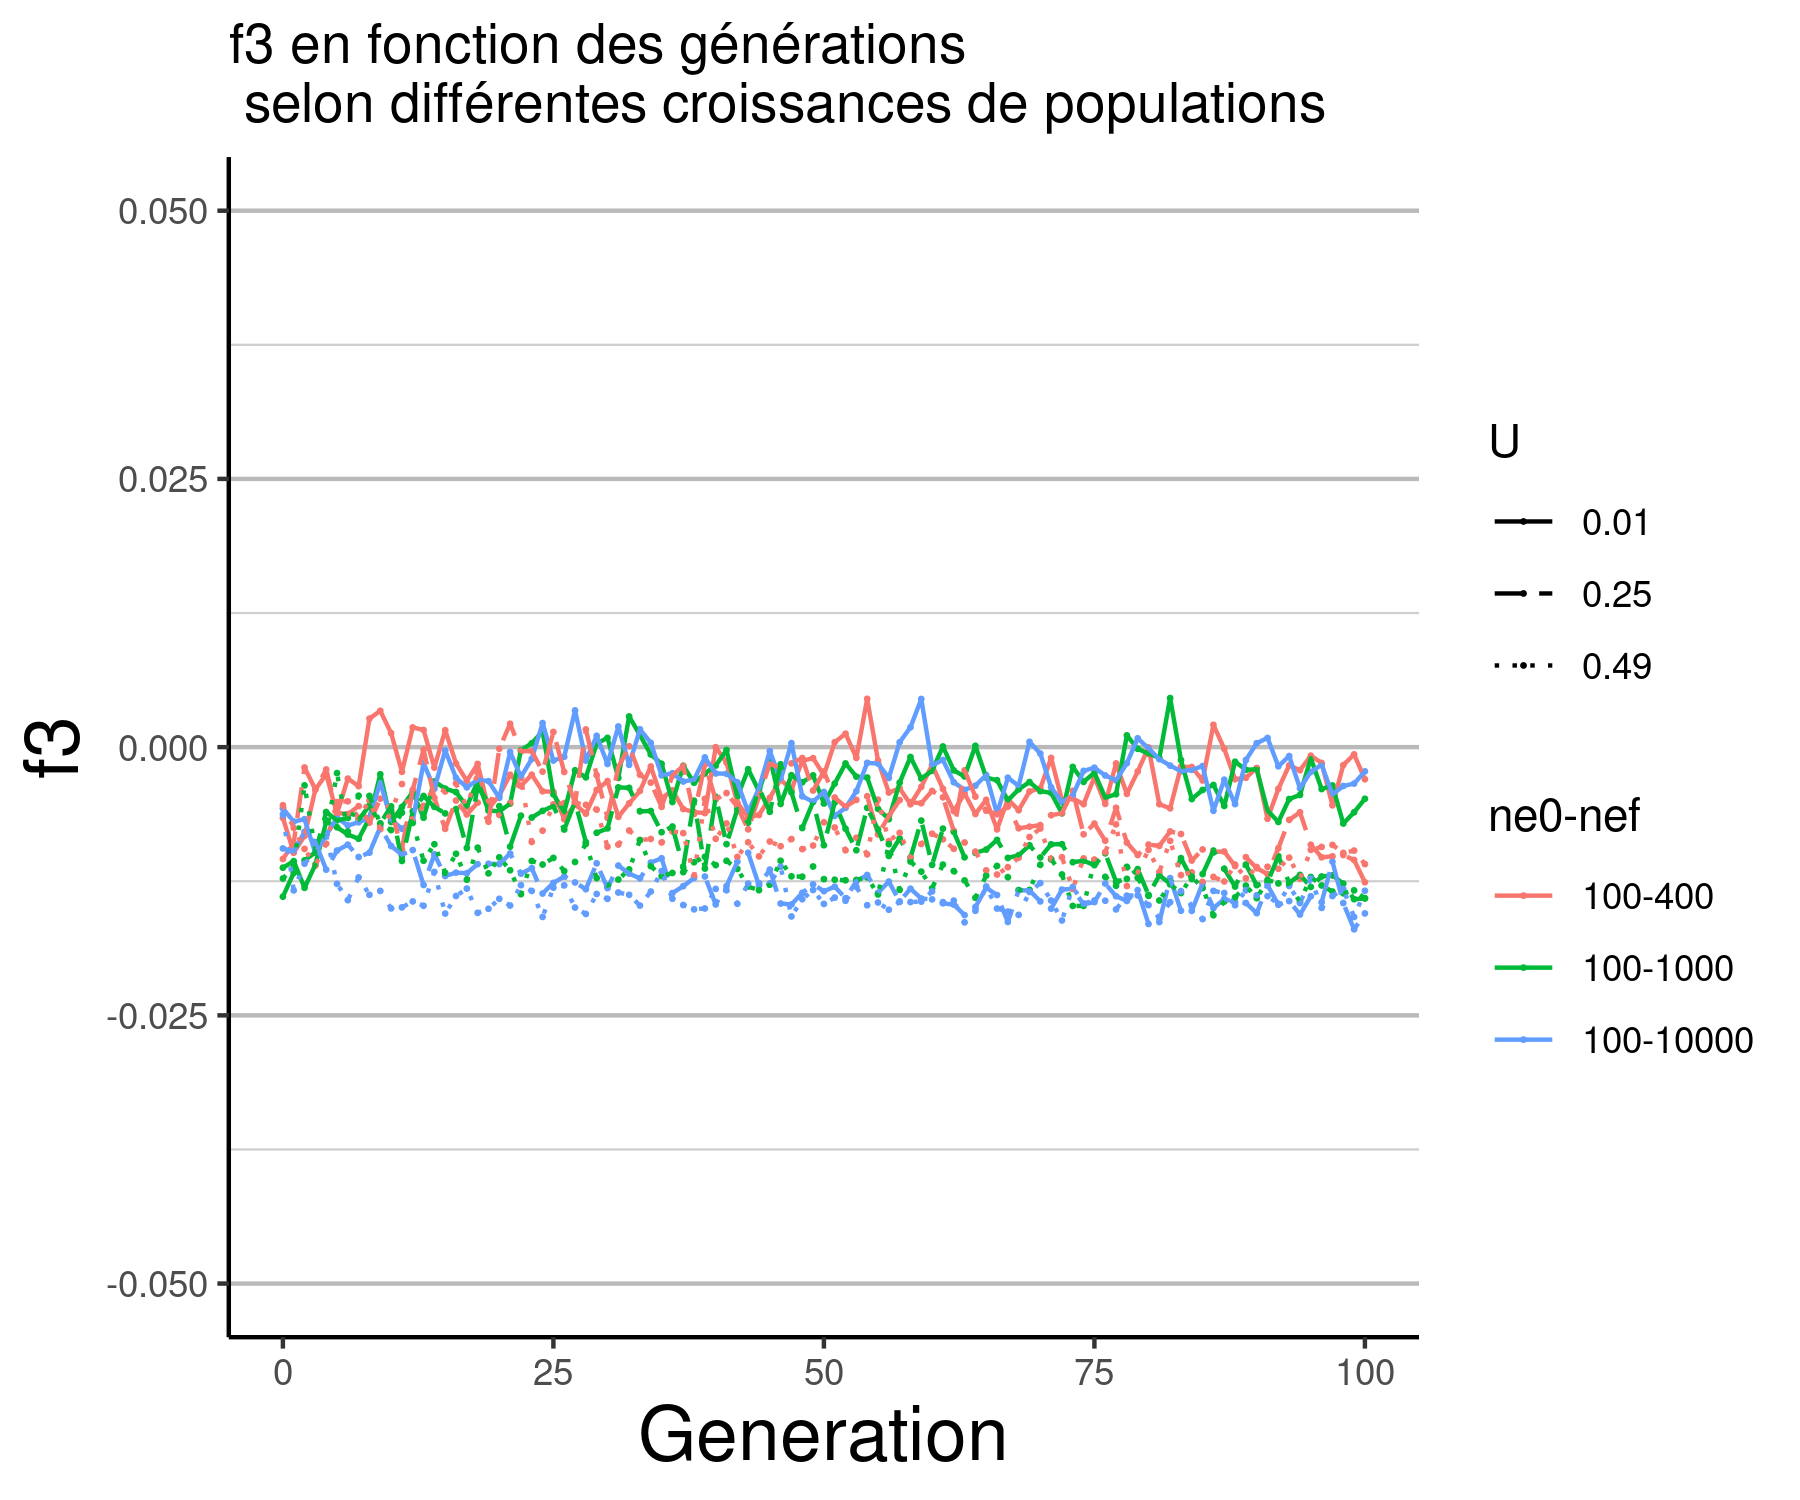 f3 en fonction des générations
selon différentes croissances de populations
f3
0.050
0.025
0.000
-0.025
-0.050
0 25 50 75 100
Generation
U
0.01
0.25
0.49
ne0-nef
100-400
100-1000
100-10000